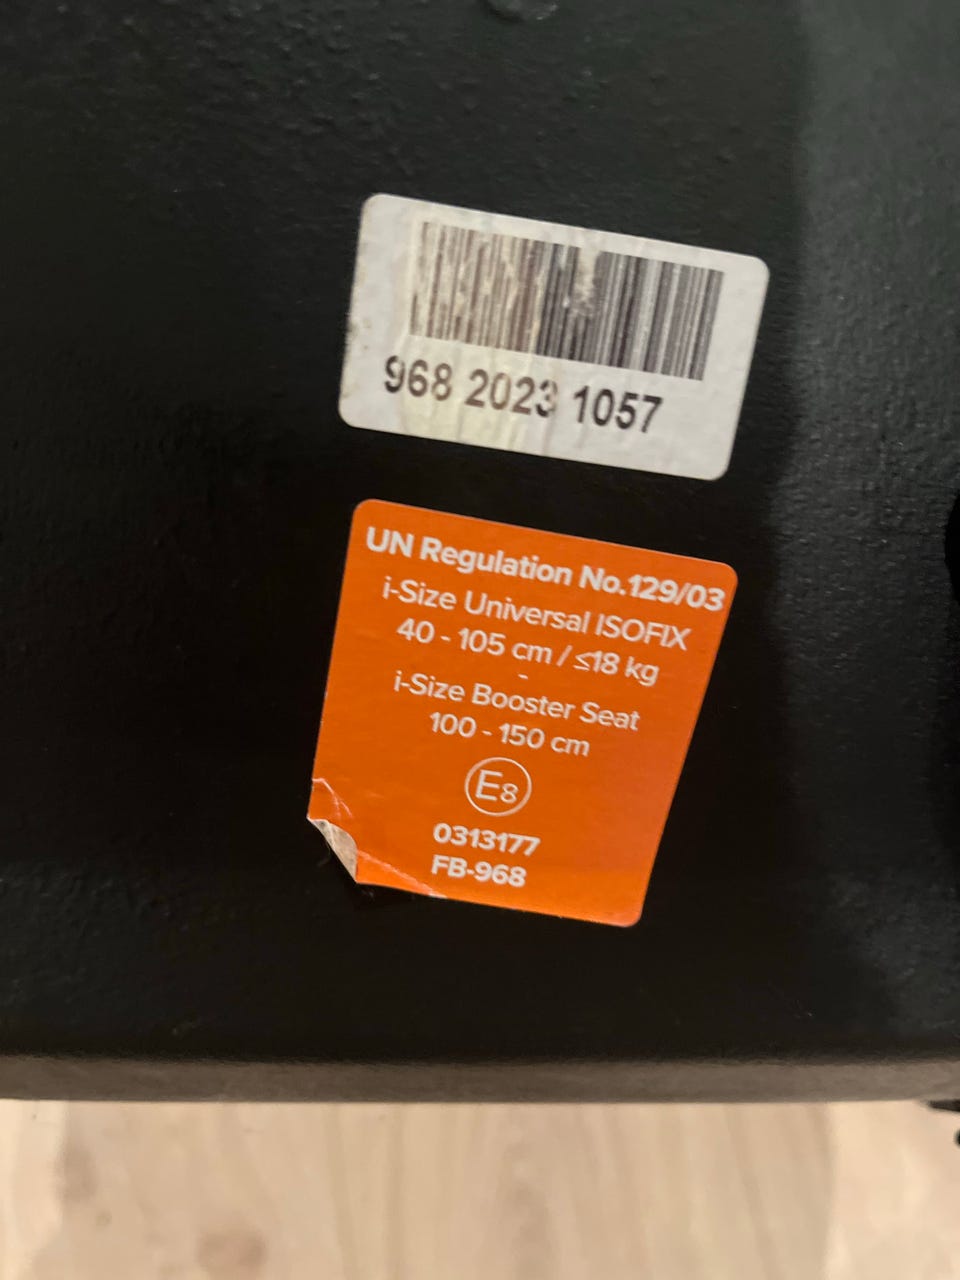 968 2023 1057
UN Regulation No.129/03
i-Size Universal ISOFIX
40 - 105 cm / ≤18 kg
-
i-Size Booster Seat
100 - 150 cm
E8
0313177
FB-968